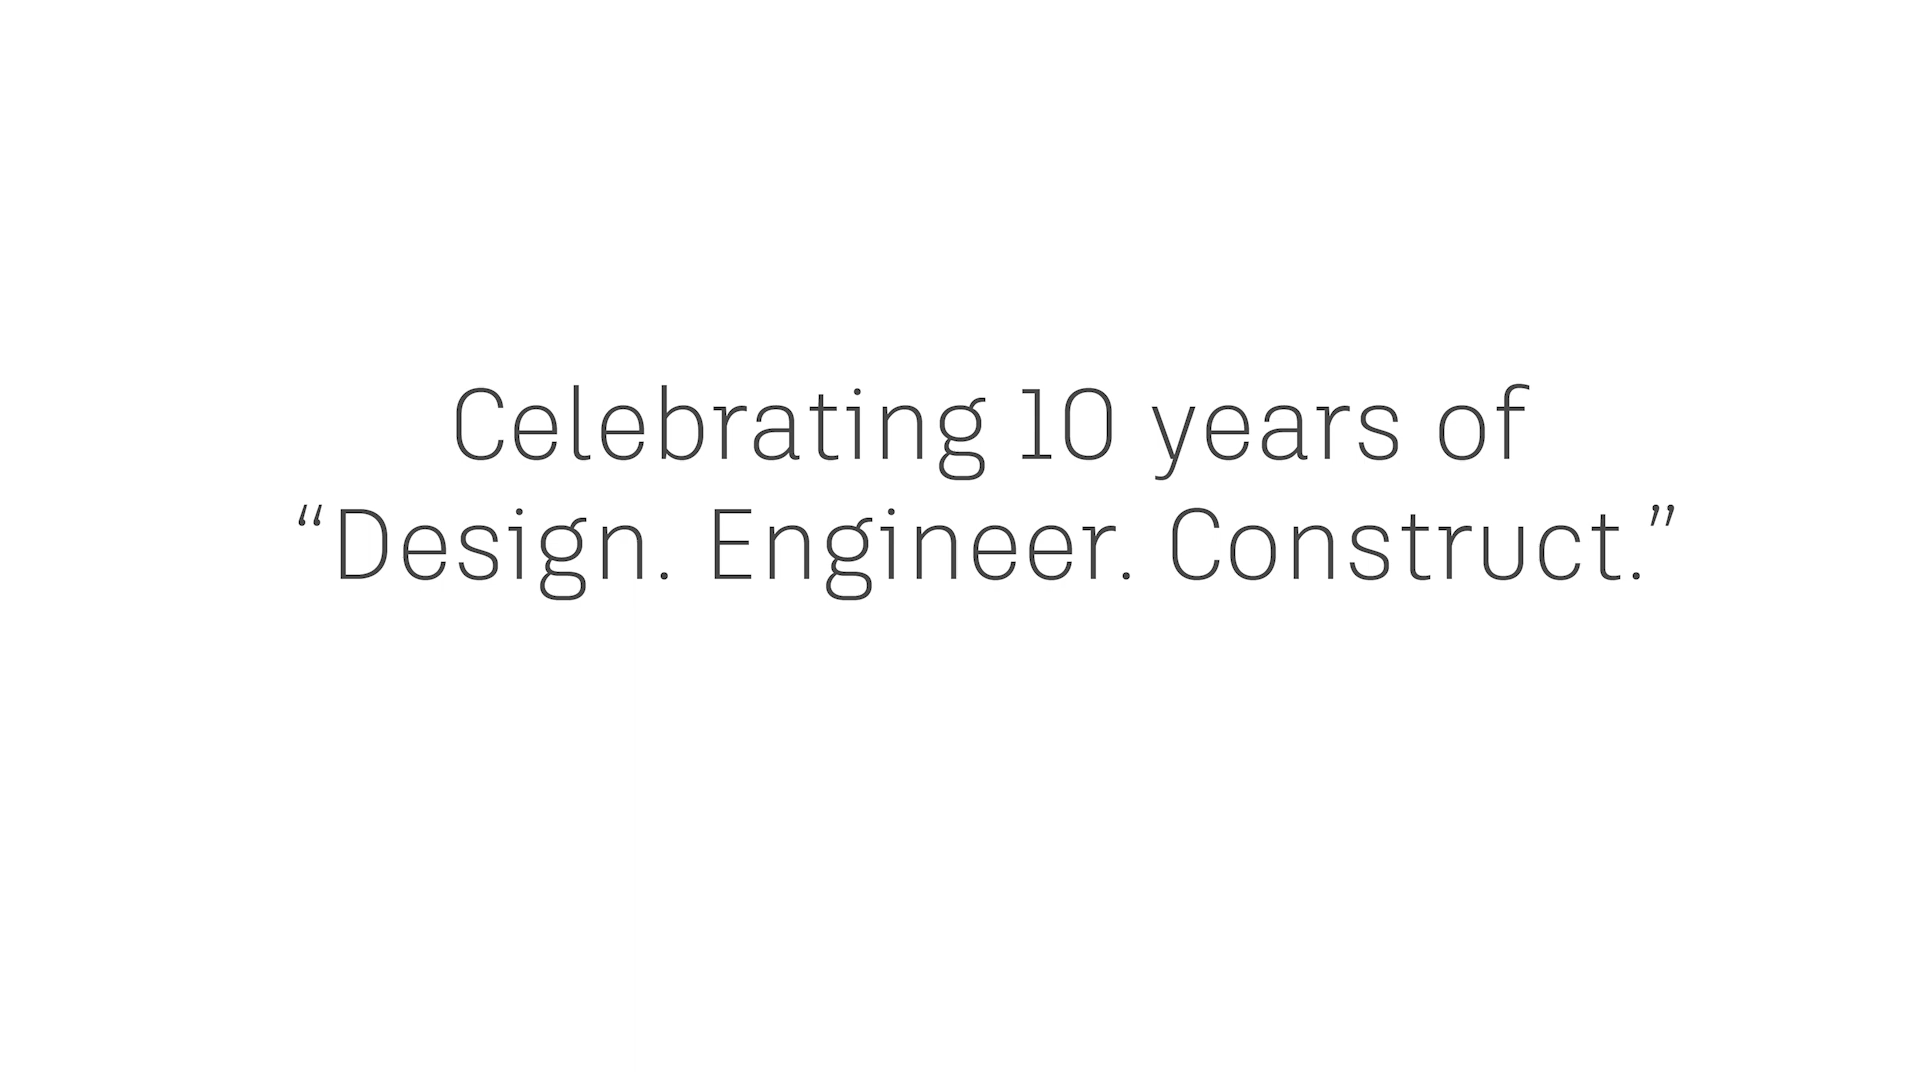 Celebrating 10 years of
“Design. Engineer. Construct.”